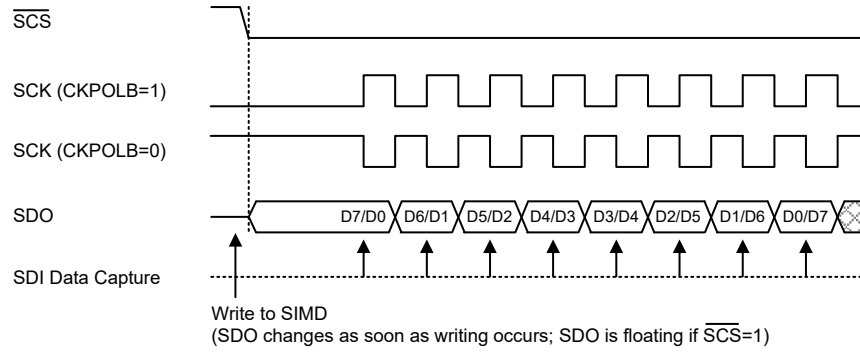 SCS
SCK (CKPOLB=1)
SCK (CKPOLB=0)
SDO D7/D0 D6/D1 D5/D2 D4/D3 D3/D4 D2/D5 D1/D6 D0/D7
SDI Data Capture
Write to SIMD
(SDO changes as soon as writing occurs; SDO is floating if SCS=1)